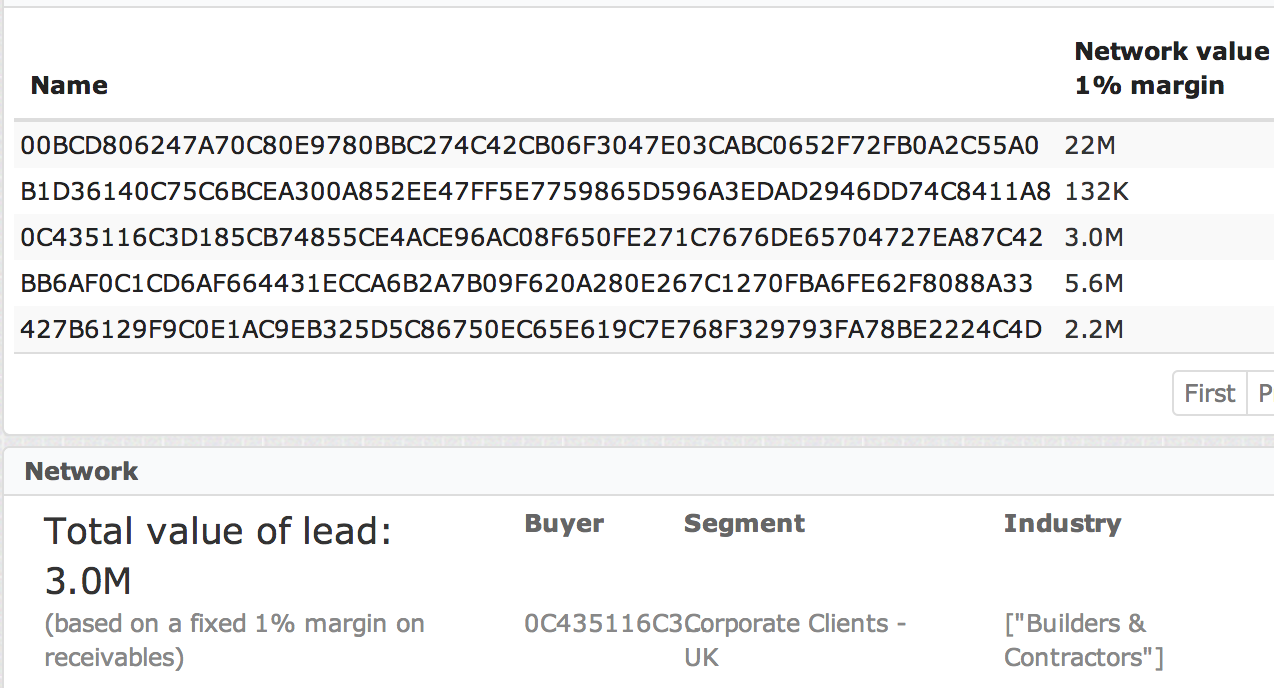 Name
Network value
1% margin
00BCD806247A70C80E9780BBC274C42CB06F3047E03CABC0652F72FB0A2C55A0 22M
B1D36140C75C6BCEA300A852EE47FF5E7759865D596A3EDAD2946DD74C8411A8 132K
0C435116C3D185CB74855CE4ACE96AC08F650FE271C7676DE65704727EA87C42 3.0M
BB6AF0C1CD6AF664431ECCA6B2A7B09F620A280E267C1270FBA6FE62F8088A33 5.6M
427B6129F9C0E1AC9EB325D5C86750EC65E619C7E768F329793FA78BE2224C4D 2.2M
First P
Network
Total value of lead:
3.0M
(based on a fixed 1% margin on
receivables)
Buyer Segment Industry
0C435116C3 Corporate Clients -
UK
["Builders &
Contractors"]